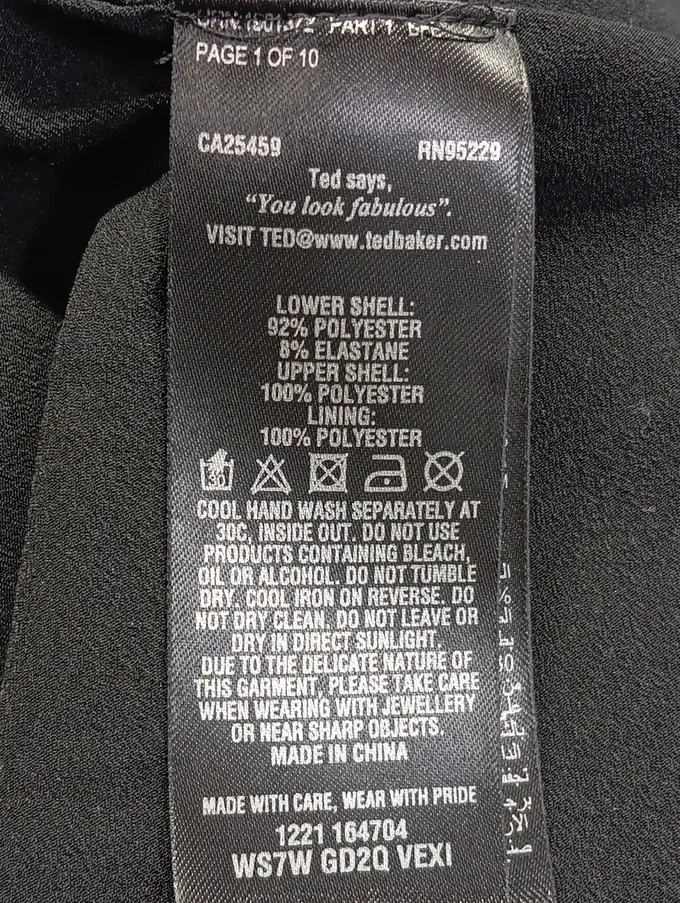 PART 1
PAGE 1 OF 10
CA25459 RN95229
Ted says,
“You look fabulous”.
VISIT TED@www.tedbaker.com
LOWER SHELL:
92% POLYESTER
8% ELASTANE
UPPER SHELL:
100% POLYESTER
LINING:
100% POLYESTER
30
COOL HAND WASH SEPARATELY AT
30C, INSIDE OUT. DO NOT USE
PRODUCTS CONTAINING BLEACH,
OIL OR ALCOHOL. DO NOT TUMBLE
DRY. COOL IRON ON REVERSE. DO
NOT DRY CLEAN. DO NOT LEAVE OR
DRY IN DIRECT SUNLIGHT.
DUE TO THE DELICATE NATURE OF
THIS GARMENT, PLEASE TAKE CARE
WHEN WEARING WITH JEWELLERY
OR NEAR SHARP OBJECTS.
MADE IN CHINA
MADE WITH CARE, WEAR WITH PRIDE
1221 164704
WS7W GD2Q VEXI